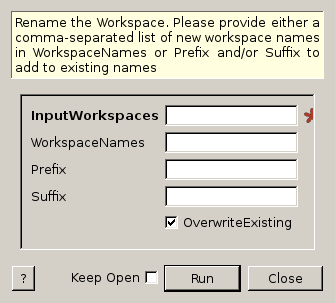 Rename the Workspace. Please provide either a
comma-separated list of new workspace names
in WorkspaceNames or Prefix and/or Suffix to
add to existing names
InputWorkspaces
WorkspaceNames
Prefix
Suffix
OverwriteExisting
? Keep Open Run Close